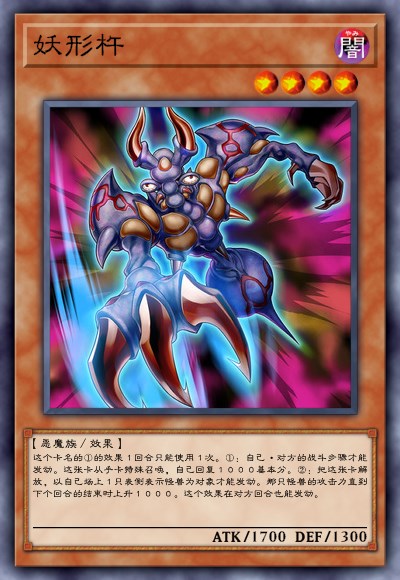 妖形杵
やみ
闇
【恶魔族／效果】
这个卡名的①的效果1回合只能使用1次。①：自己·对方的战斗步骤才能
发动。这张卡从手卡特殊召唤，自己回复1000基本分。②：把这张卡解
放，以自己场上1只表侧表示怪兽为对象才能发动。那只怪兽的攻击力直到
下个回合的结束时上升1000。这个效果在对方回合也能发动。
ATK/1700 DEF/1300